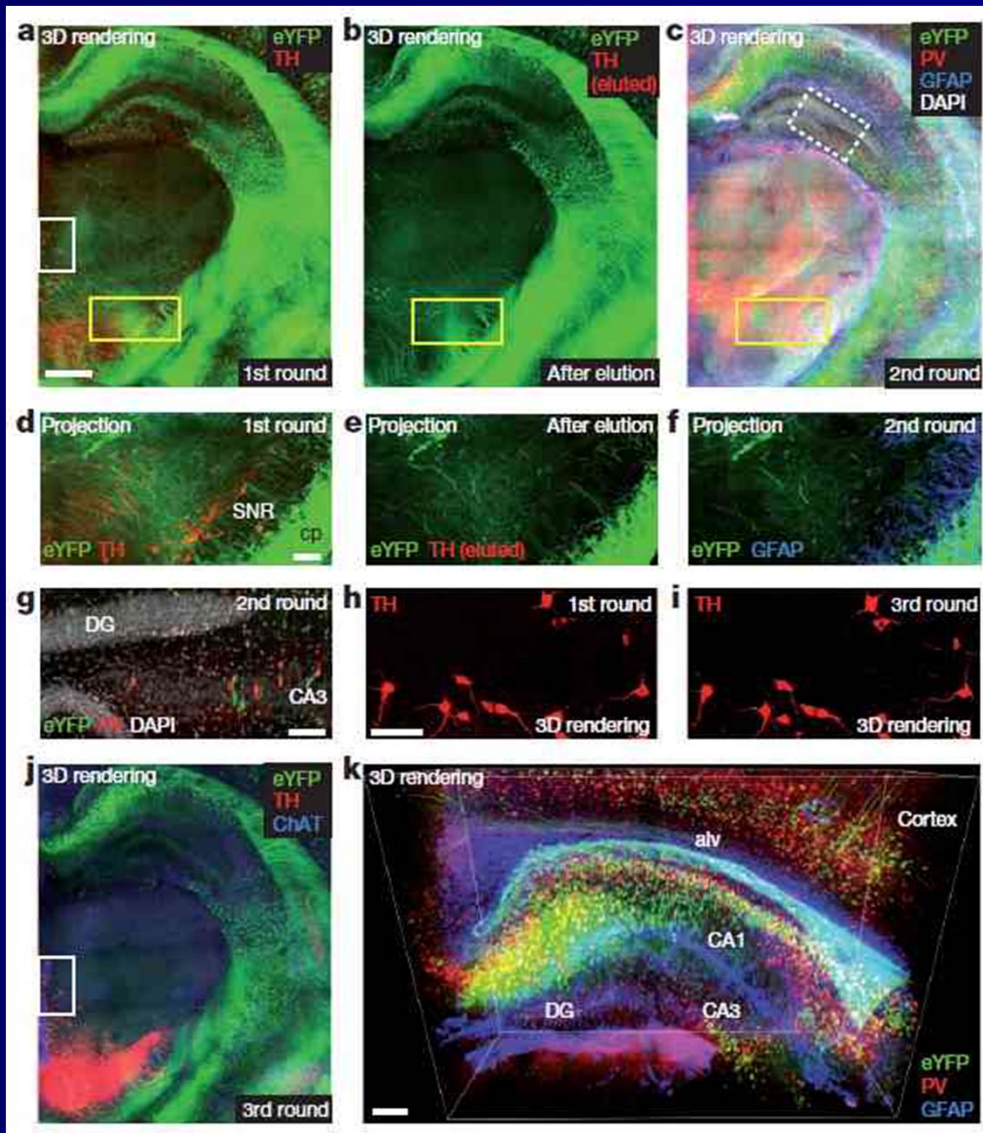 a 3D rendering eYFP
TH
1st round
b 3D rendering eYFP
TH
(eluted)
After elution
c 3D rendering eYFP
PV
GFAP
DAPI
2nd round
d Projection 1st round
SNR
cp
eYFP TH
e Projection After elution
eYFP TH (eluted)
f Projection 2nd round
eYFP GFAP
g 2nd round
DG
CA3
eYFP DAPI
h TH 1st round
3D rendering
i TH 3rd round
3D rendering
j 3D rendering eYFP
TH
ChAT
3rd round
k 3D rendering
Cortex
alv
CA1
DG CA3
eYFP
PV
GFAP